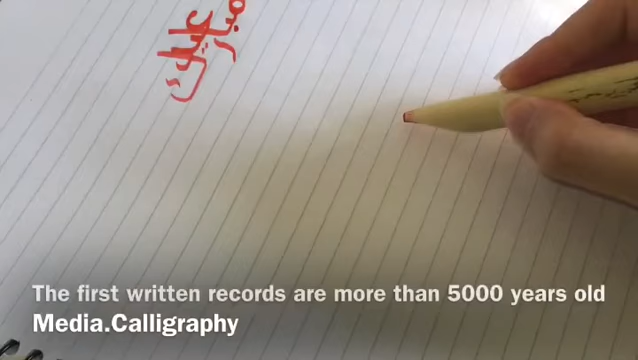 The first written records are more than 5000 years old
Media.Calligraphy